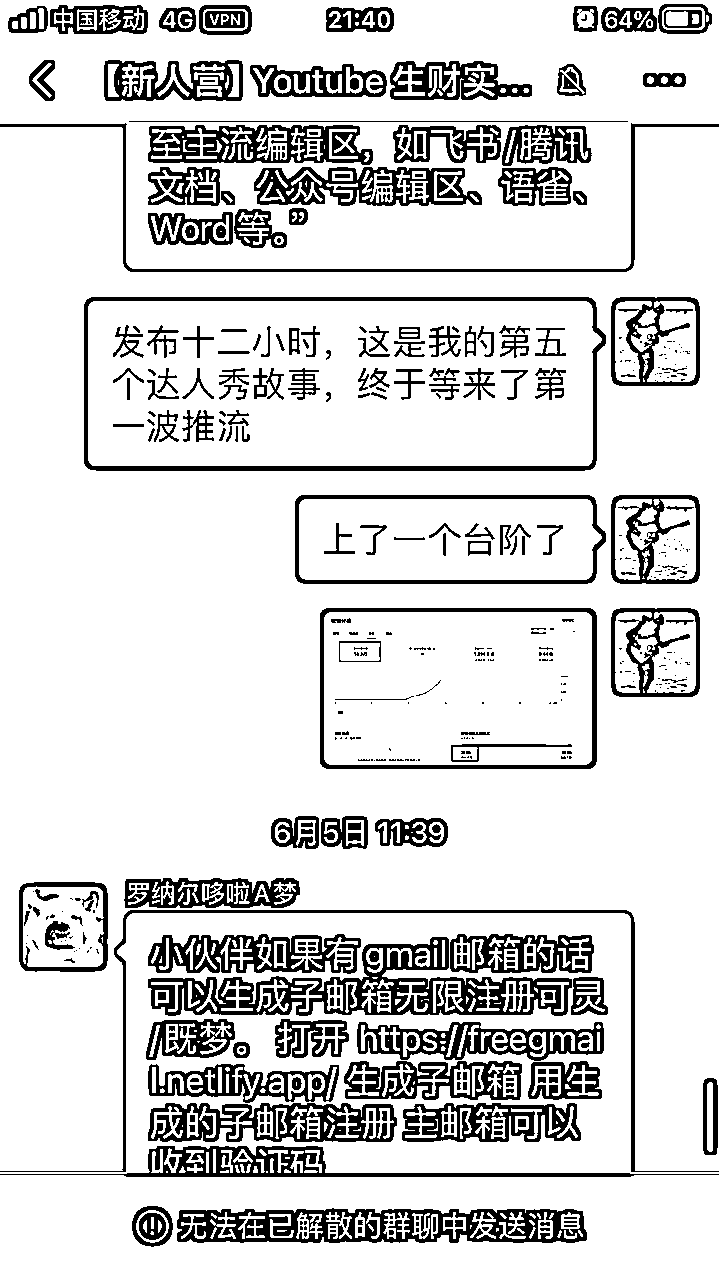 中国移动 4G VPN 21:40 64%
【新人营】Youtube 生财实...
至主流编辑区，如飞书/腾讯
文档、公众号编辑区、语雀、
Word等。”
发布十二小时，这是我的第五
个达人秀故事，终于等来了第
一波推流
上了一个台阶了
6月5日 11:39
罗纳尔哆啦A梦
小伙伴如果有gmail邮箱的话
可以生成子邮箱无限注册可灵
/既梦。 打开 https://freegmai
l.netlify.app/ 生成子邮箱 用生
成的子邮箱注册 主邮箱可以
收到验证码
无法在已解散的群聊中发送消息